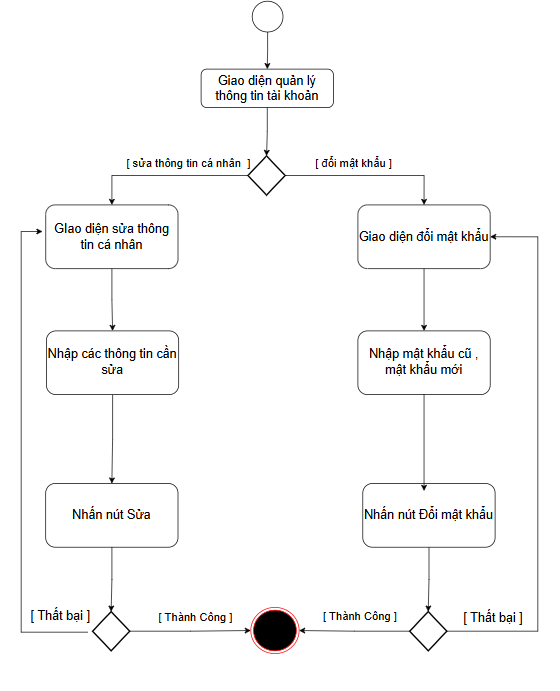 Giao diện quản lý
thông tin tài khoản
[ sửa thông tin cá nhân ]
[ đổi mật khẩu ]
GIao diện sửa thông
tin cá nhân
Giao diện đổi mật khẩu
Nhập các thông tin cần
sửa
Nhập mật khẩu cũ ,
mật khẩu mới
Nhấn nút Sửa
Nhấn nút Đổi mật khẩu
[ Thất bại ]
[ Thành Công ]
[ Thành Công ]
[ Thất bại ]